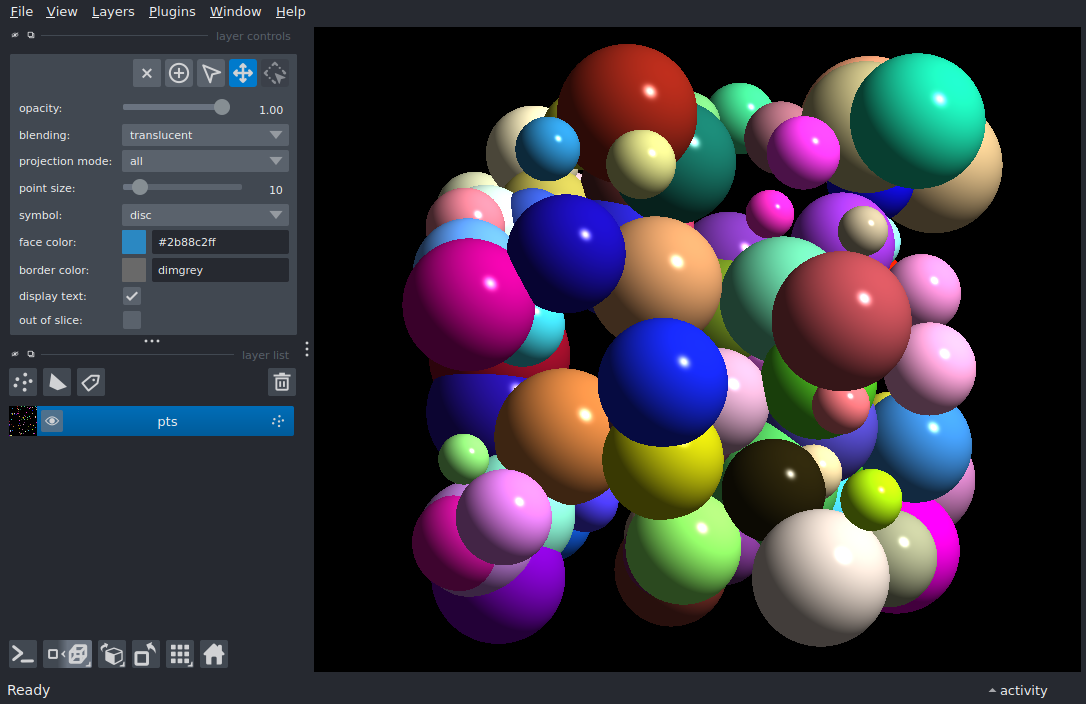 File View Layers Plugins Window Help
layer controls
opacity: 1.00
blending: translucent
projection mode: all
point size: 10
symbol: disc
face color: #2b88c2ff
border color: dimgrey
display text:
out of slice:
layer list
pts
Ready
activity